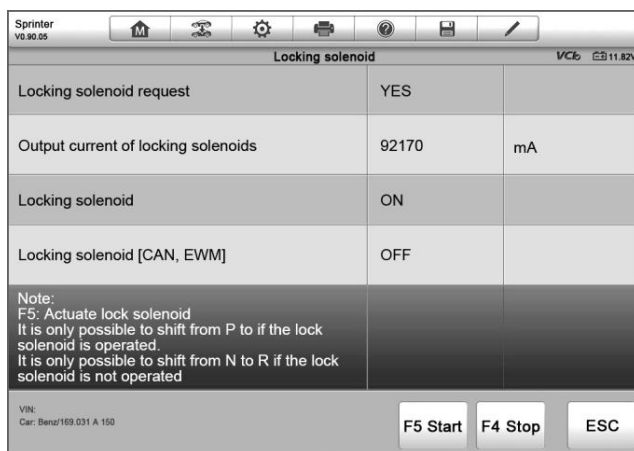 Sprinter
V0.90.05
Locking solenoid
VCI
11.82V
Locking solenoid request YES
Output current of locking solenoids 92170 mA
Locking solenoid ON
Locking solenoid [CAN, EWM] OFF
Note:
F5: Actuate lock solenoid
It is only possible to shift from P to if the lock
solenoid is operated.
It is only possible to shift from N to R if the lock
solenoid is not operated
VIN:
Car: Benz/169.031 A 150
F5 Start
F4 Stop
ESC